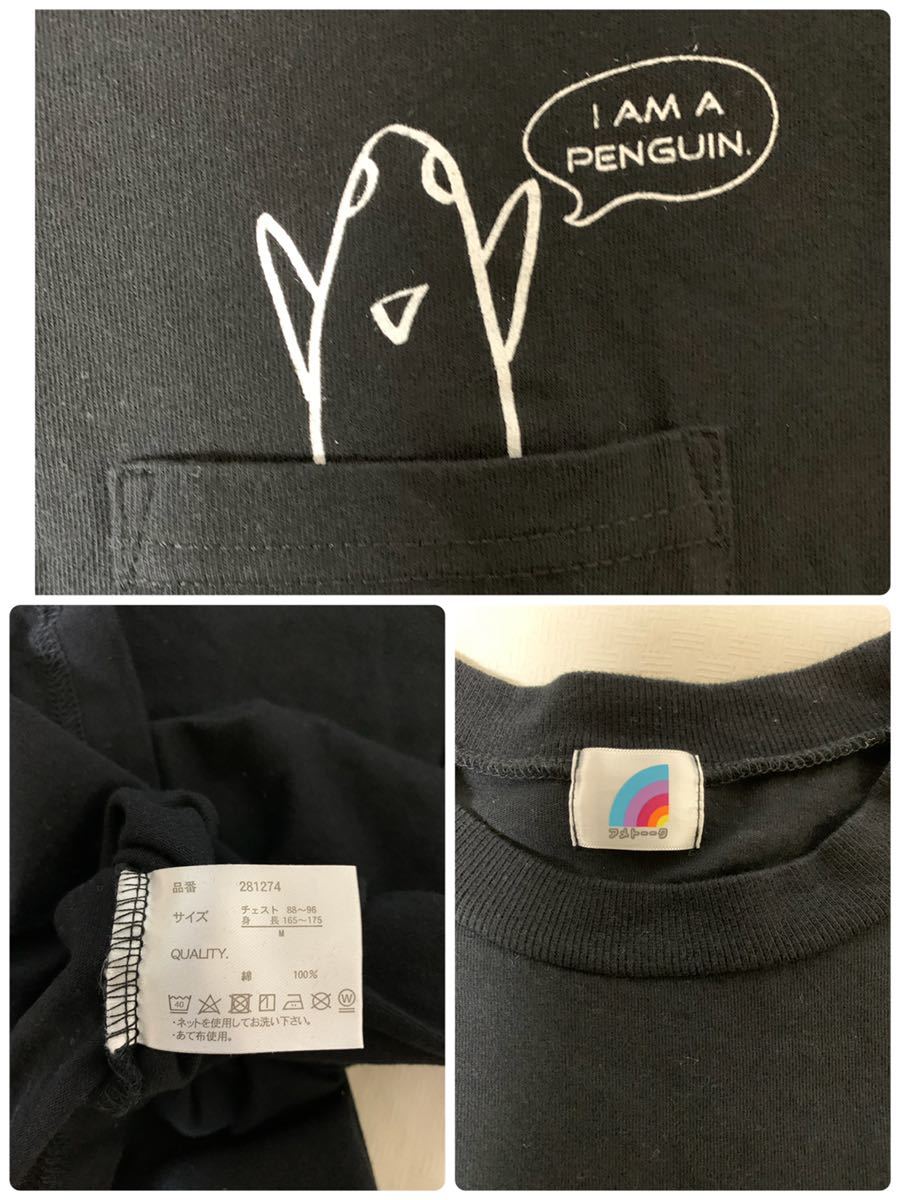 I AM A
PENGUIN.
品番 281274
サイズ チェスト 88～96
身 長 165～175
M
QUALITY.
綿 100%
40 W
・ネットを使用してお洗い下さい。
・あて布使用。
アメトーーク